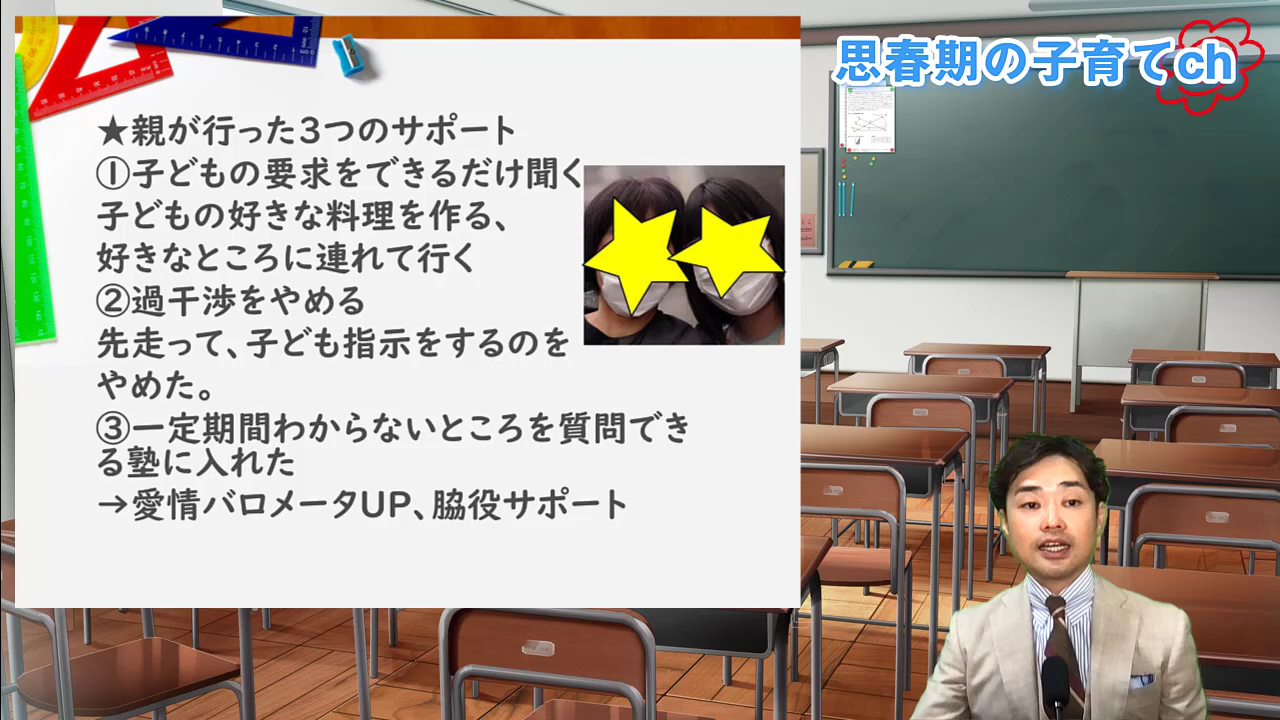 思春期の子育てch
★親が行った3つのサポート
①子どもの要求をできるだけ聞く
子どもの好きな料理を作る、
好きなところに連れて行く
②過干渉をやめる
先走って、子ども指示をするのを
やめた。
③一定期間わからないところを質問でき
る塾に入れた
→愛情バロメータUP、脇役サポート